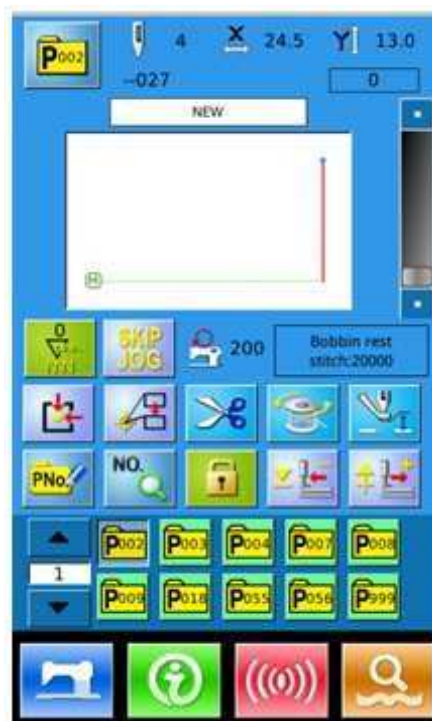 P002 4 X 24.5 Y 13.0
--027 0
NEW
H
0
SKIP JOG
200
Bobbin rest
stitch:20000
PNo.
NO.
P002 P003 P004 P007 P008
1
P009 P018 P055 P056 P999